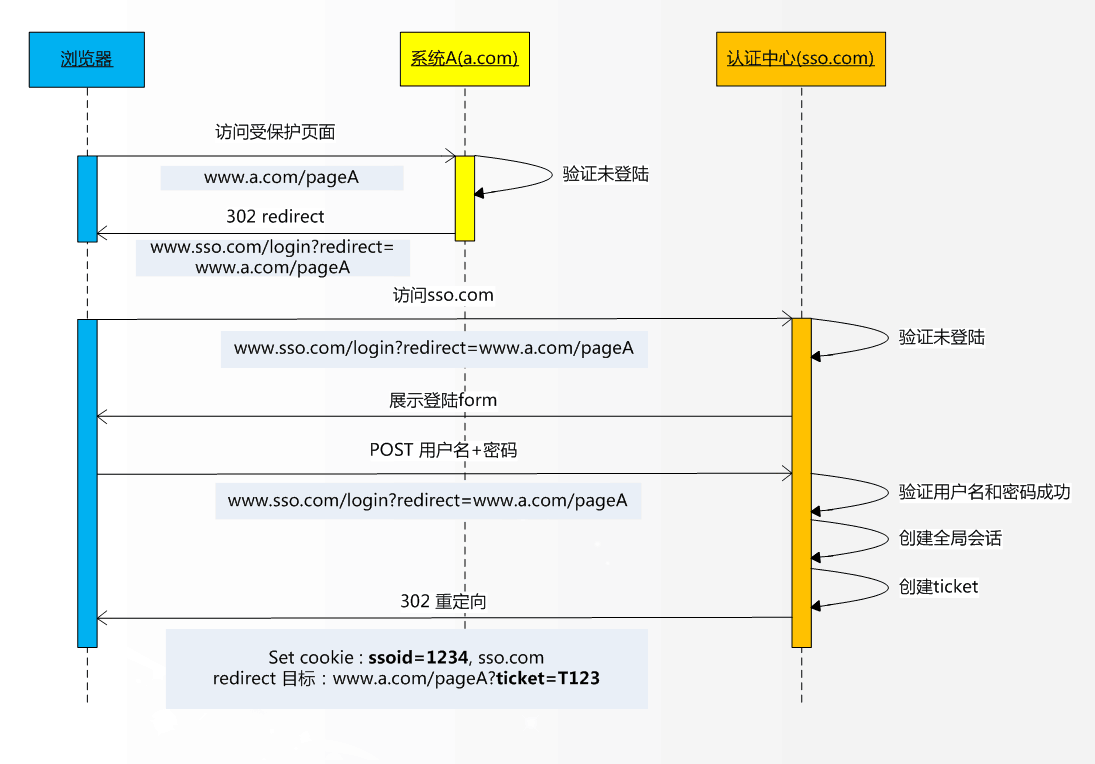 浏览器
系统A(a.com)
认证中心(sso.com)
访问受保护页面
www.a.com/pageA
验证未登陆
302 redirect
www.sso.com/login?redirect=
www.a.com/pageA
访问sso.com
www.sso.com/login?redirect=www.a.com/pageA
验证未登陆
展示登陆form
POST 用户名+密码
www.sso.com/login?redirect=www.a.com/pageA
验证用户名和密码成功
创建全局会话
创建ticket
302 重定向
Set cookie : ssoid=1234, sso.com
redirect 目标：www.a.com/pageA?ticket=T123